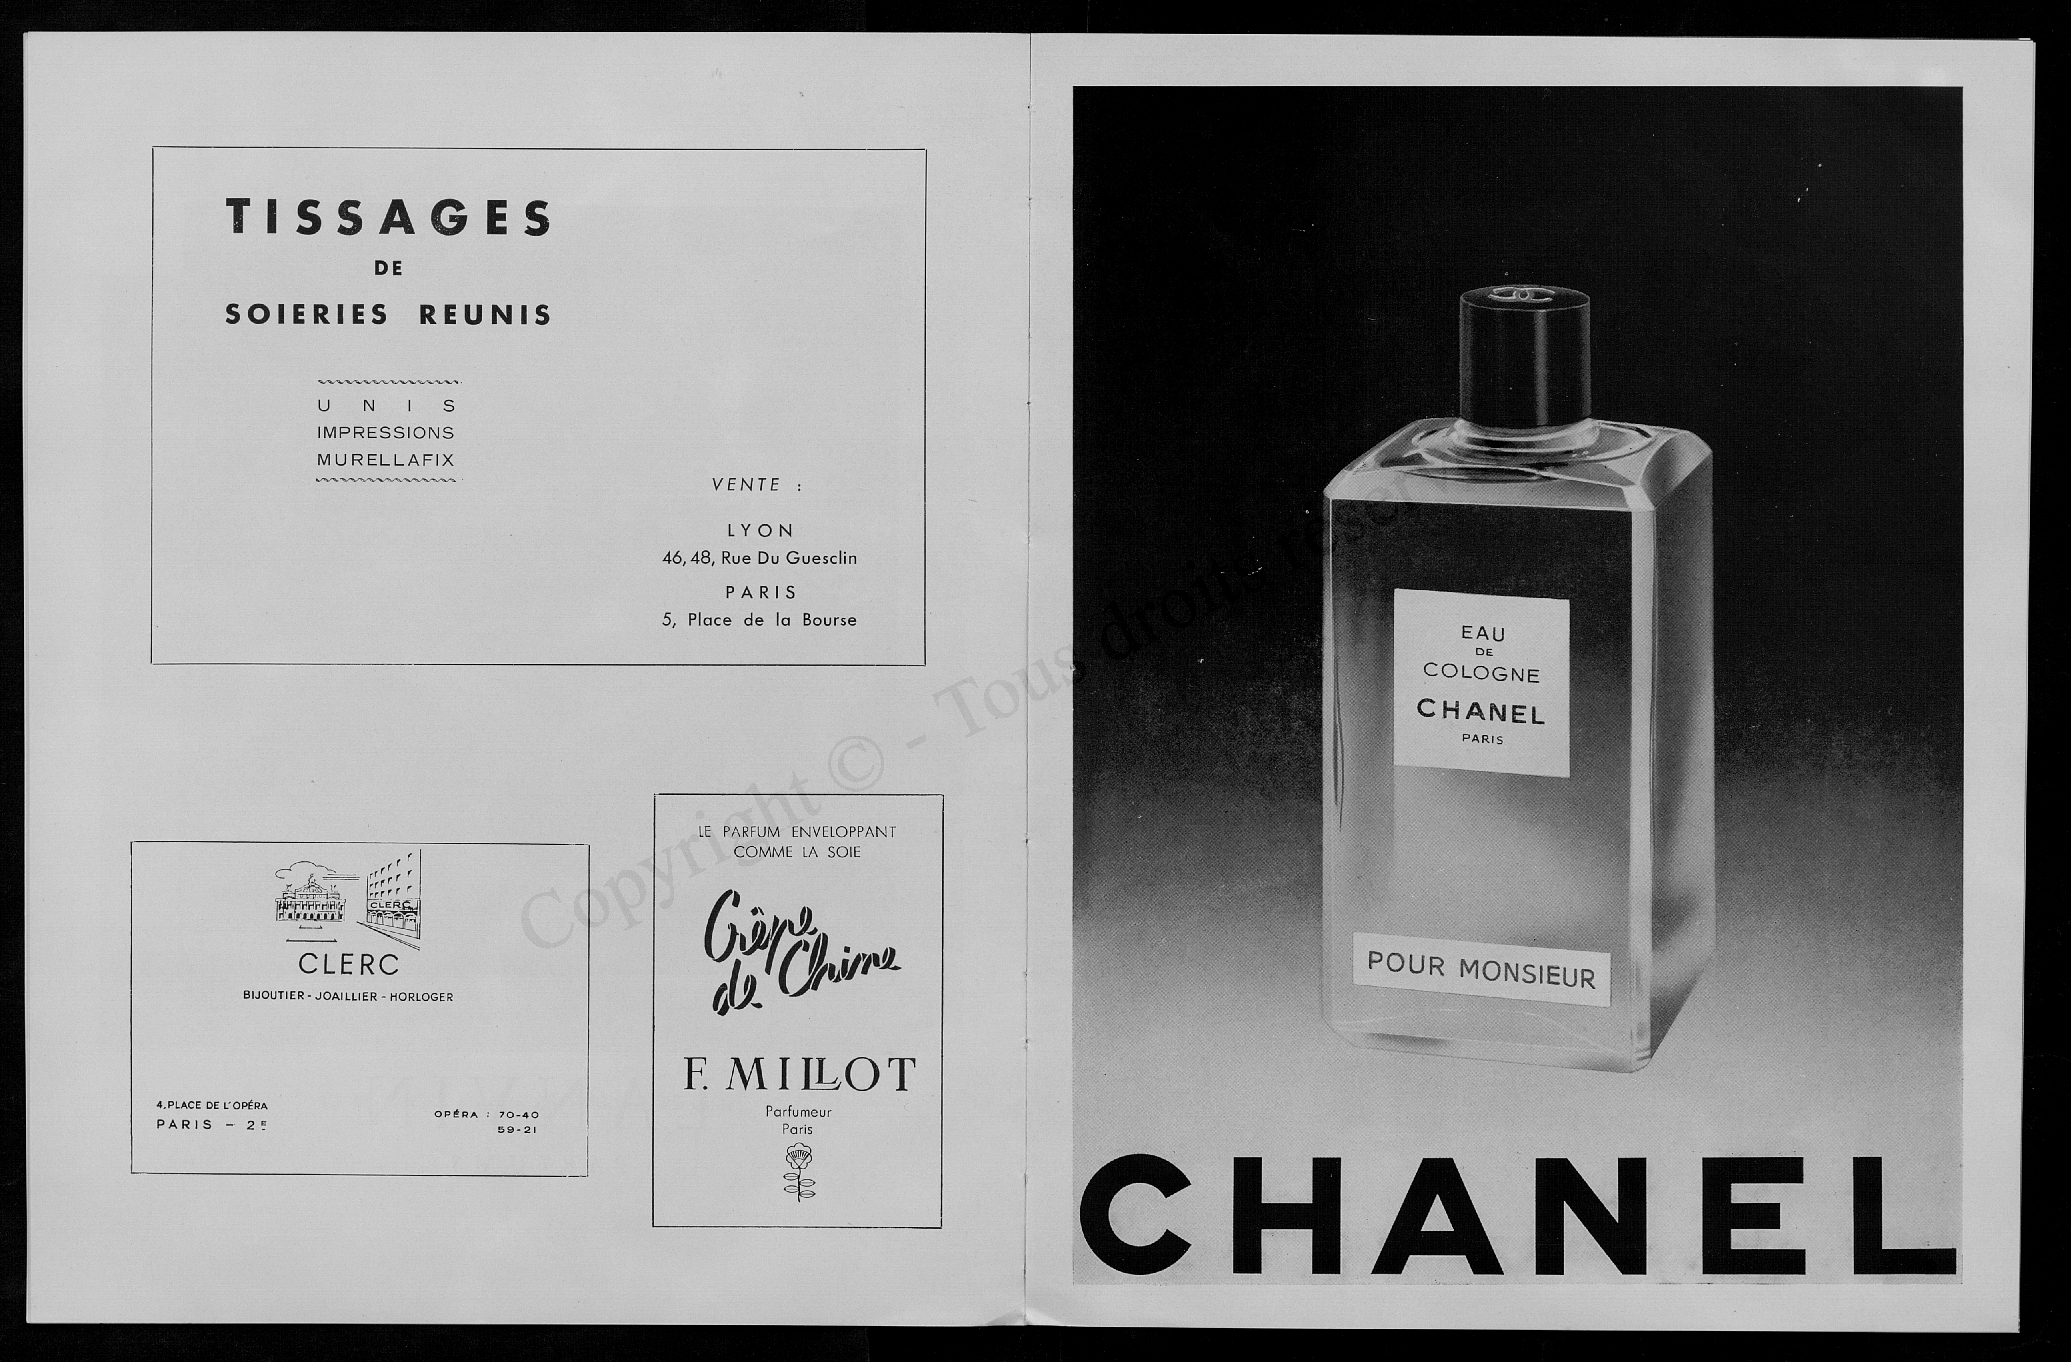 TISSAGES
DE
SOIERIES REUNIS
UNIS
IMPRESSIONS
MURELLAFIX
VENTE :
LYON
46, 48, Rue Du Guesclin
PARIS
5, Place de la Bourse
CLERC
CLERC
BIJOUTIER - JOAILLIER - HORLOGER
4, PLACE DE L'OPÉRA
PARIS - 2E
OPÉRA : 70-40
59-21
LE PARFUM ENVELOPPANT
COMME LA SOIE
Crêpe
de Chine
F. MILLOT
Parfumeur
Paris
EAU
DE
COLOGNE
CHANEL
PARIS
POUR MONSIEUR
CHANEL
Copyright © - Tous droits